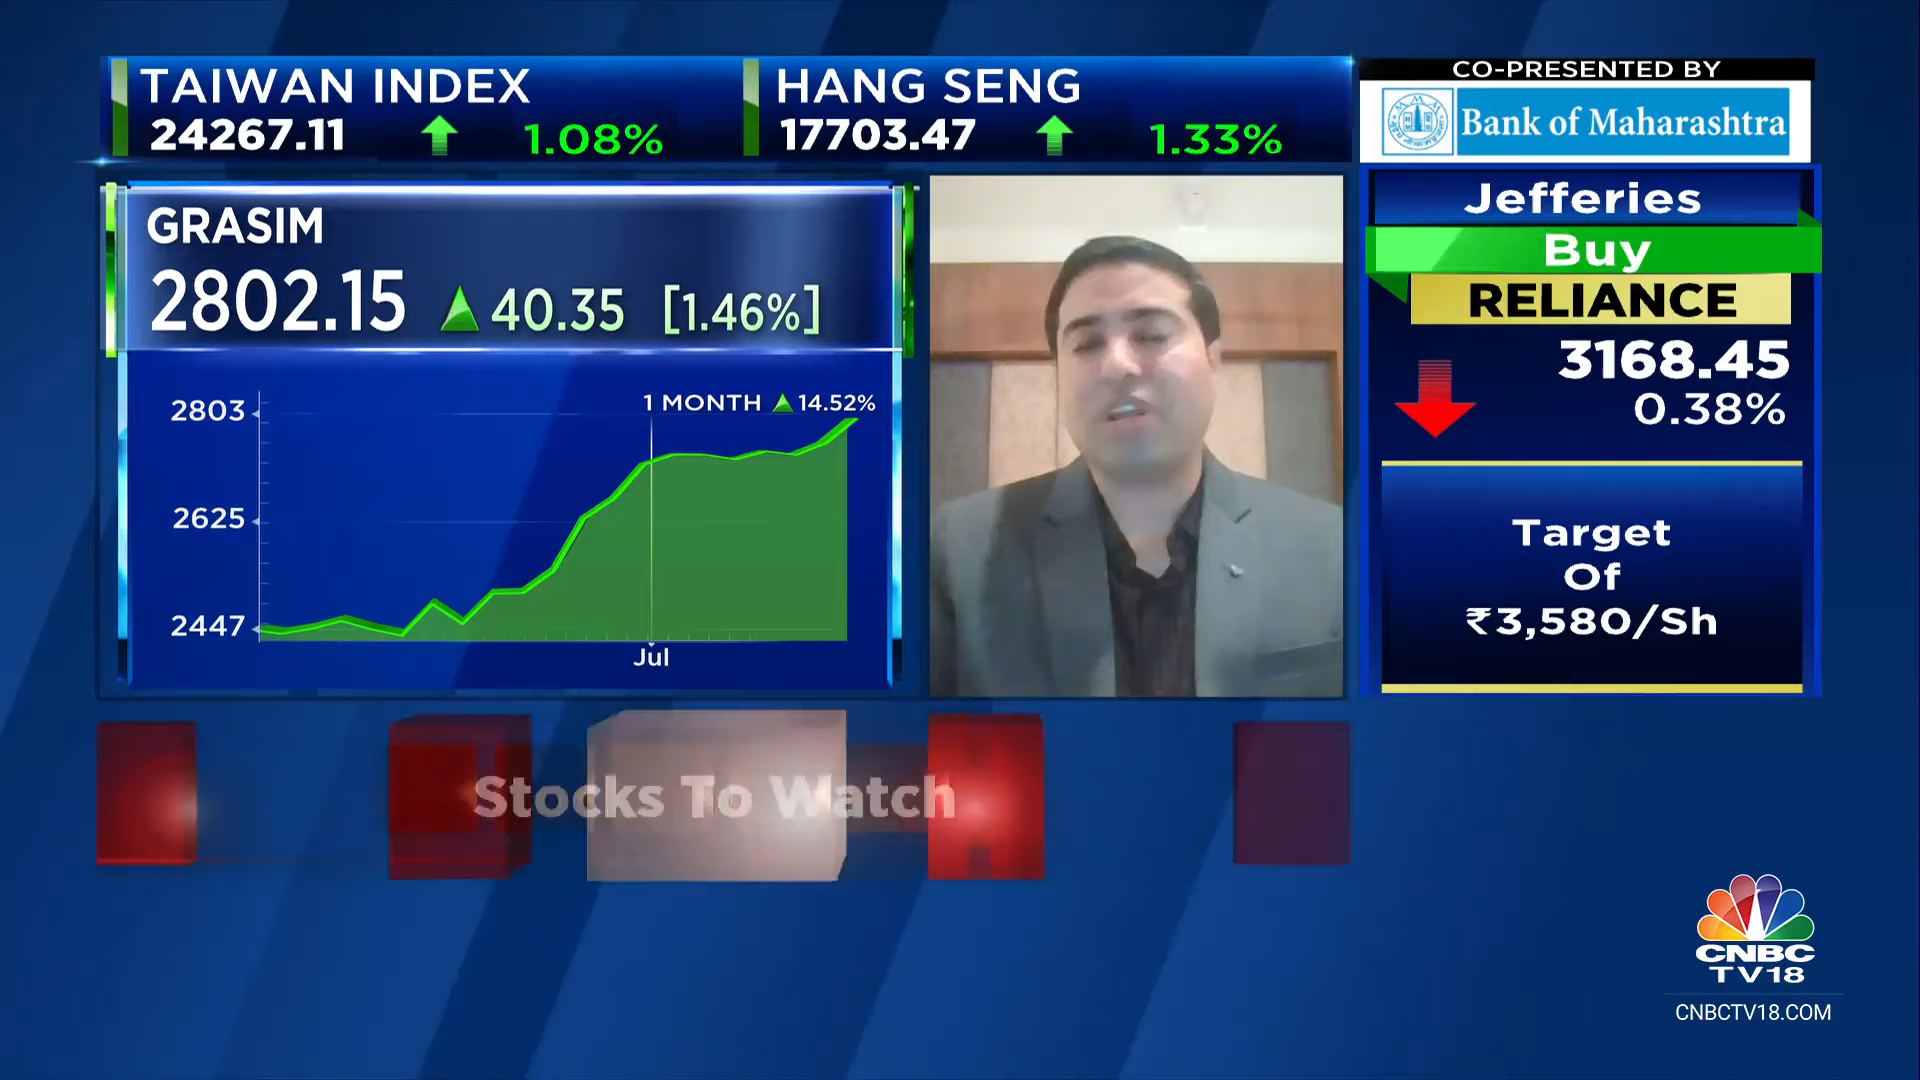 TAIWAN INDEX
24267.11 1.08%
HANG SENG
17703.47 1.33%
CO-PRESENTED BY
Bank of Maharashtra
GRASIM
2802.15 ▲ 40.35 [1.46%]
1 MONTH ▲ 14.52%
2803
2625
2447
Jul
Jefferies
Buy
RELIANCE
3168.45
0.38%
Target
Of
₹3,580/Sh
Stocks To Watch
CNBC
TV18
CNBCTV18.COM